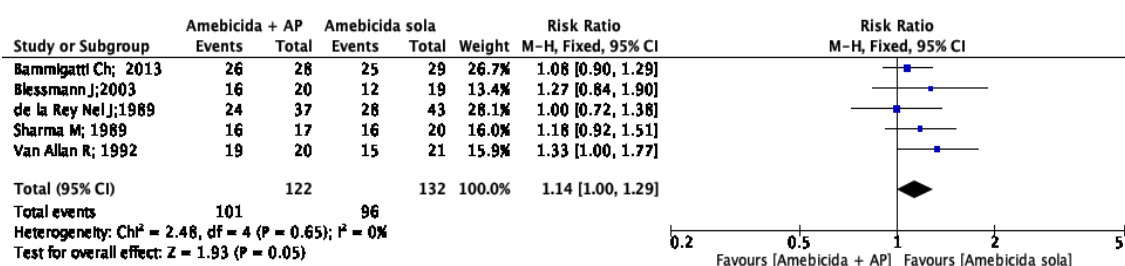 Amebicida + AP Amebicida sola Risk Ratio Risk Ratio
Study or Subgroup Events Total Events Total Weight M-H, Fixed, 95% CI M-H, Fixed, 95% CI
Bammigatti Ch; 2013 26 28 25 29 26.7% 1.08 [0.90, 1.29]
Blessmann J;2003 16 20 12 19 13.4% 1.27 [0.84, 1.90]
de la Rey Nel J;1989 24 37 28 43 28.1% 1.00 [0.72, 1.38]
Sharma M; 1989 16 17 16 20 16.0% 1.18 [0.92, 1.51]
Van Allan R; 1992 19 20 15 21 15.9% 1.33 [1.00, 1.77]
Total (95% CI) 122 132 100.0% 1.14 [1.00, 1.29]
Total events 101 96
Heterogeneity: Chi² = 2.48, df = 4 (P = 0.65); I² = 0%
Test for overall effect: Z = 1.93 (P = 0.05)
0.2 0.5 1 2 5
Favours [Amebicida + AP] Favours [Amebicida sola]